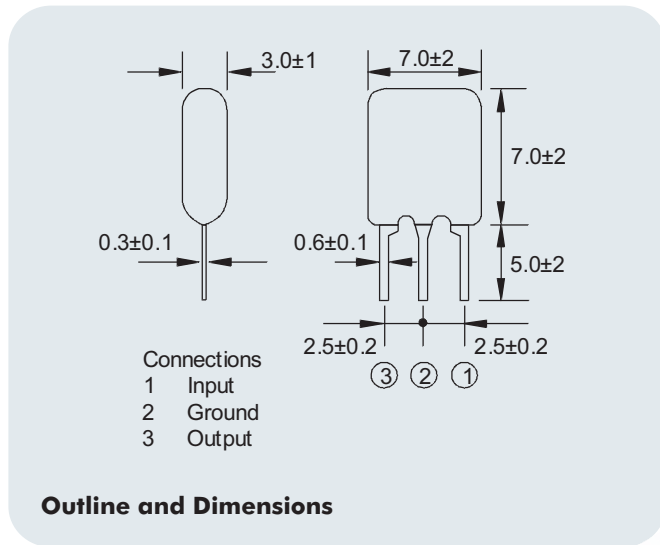 3.0±1
7.0±2
7.0±2
0.3±0.1
0.6±0.1
5.0±2
2.5±0.2
2.5±0.2
3 2 1
Connections
1 Input
2 Ground
3 Output
Outline and Dimensions